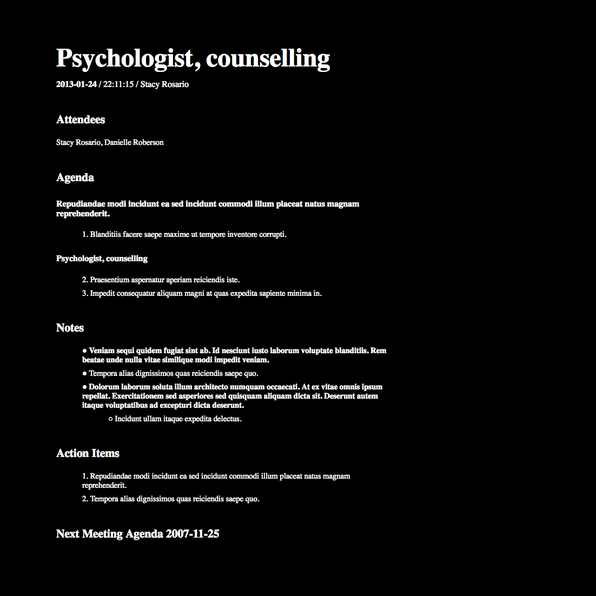 Psychologist, counselling
2013-01-24 / 22:11:15 / Stacy Rosario
Attendees
Stacy Rosario, Danielle Roberson
Agenda
Repudiandae modi incidunt ea sed incidunt commodi illum placeat natus magnam
reprehenderit.
1. Blanditiis facere saepe maxime ut tempore inventore corrupti.
Psychologist, counselling
2. Praesentium aspernatur aperiam reiciendis iste.
3. Impedit consequatur aliquam magni at quas expedita sapiente minima in.
Notes
● Veniam sequi quidem fugiat sint ab. Id nesciunt iusto laborum voluptate blanditiis. Rem
beatae unde nulla vitae similique modi impedit veniam.
● Tempora alias dignissimos quas reiciendis saepe quo.
● Dolorum laborum soluta illum architecto numquam occaecati. At ex vitae omnis ipsum
repellat. Exercitationem sed asperiores sed quisquam aliquam dicta sit. Deserunt autem
itaque voluptatibus ad excepturi dicta deserunt.
○ Incidunt ullam itaque expedita delectus.
Action Items
1. Repudiandae modi incidunt ea sed incidunt commodi illum placeat natus magnam
reprehenderit.
2. Tempora alias dignissimos quas reiciendis saepe quo.
Next Meeting Agenda 2007-11-25